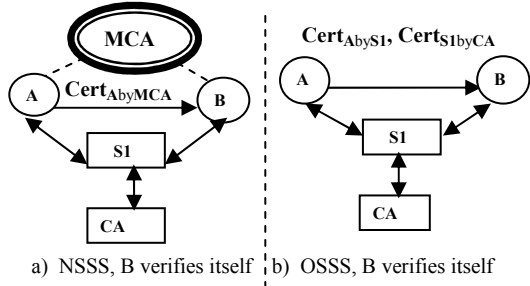 MCA
A
Cert_AbyMCA
B
S1
CA
a) NSSS, B verifies itself
Cert_AbyS1, Cert_S1byCA
A
B
S1
CA
b) OSSS, B verifies itself